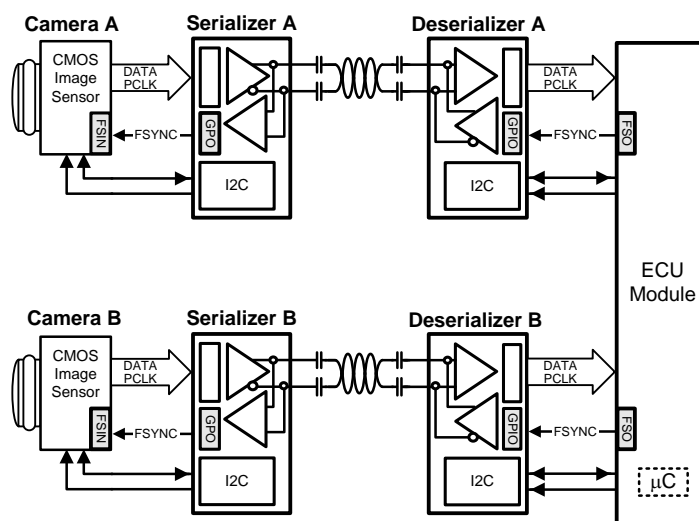 Camera A
Serializer A
Deserializer A
CMOS
Image
Sensor
DATA
PCLK
DATA
PCLK
FSIN
FSYNC
GPO
GPIO
FSYNC
FSO
I2C
I2C
ECU
Module
Camera B
Serializer B
Deserializer B
CMOS
Image
Sensor
DATA
PCLK
DATA
PCLK
FSIN
FSYNC
GPO
GPIO
FSYNC
FSO
I2C
I2C
µC